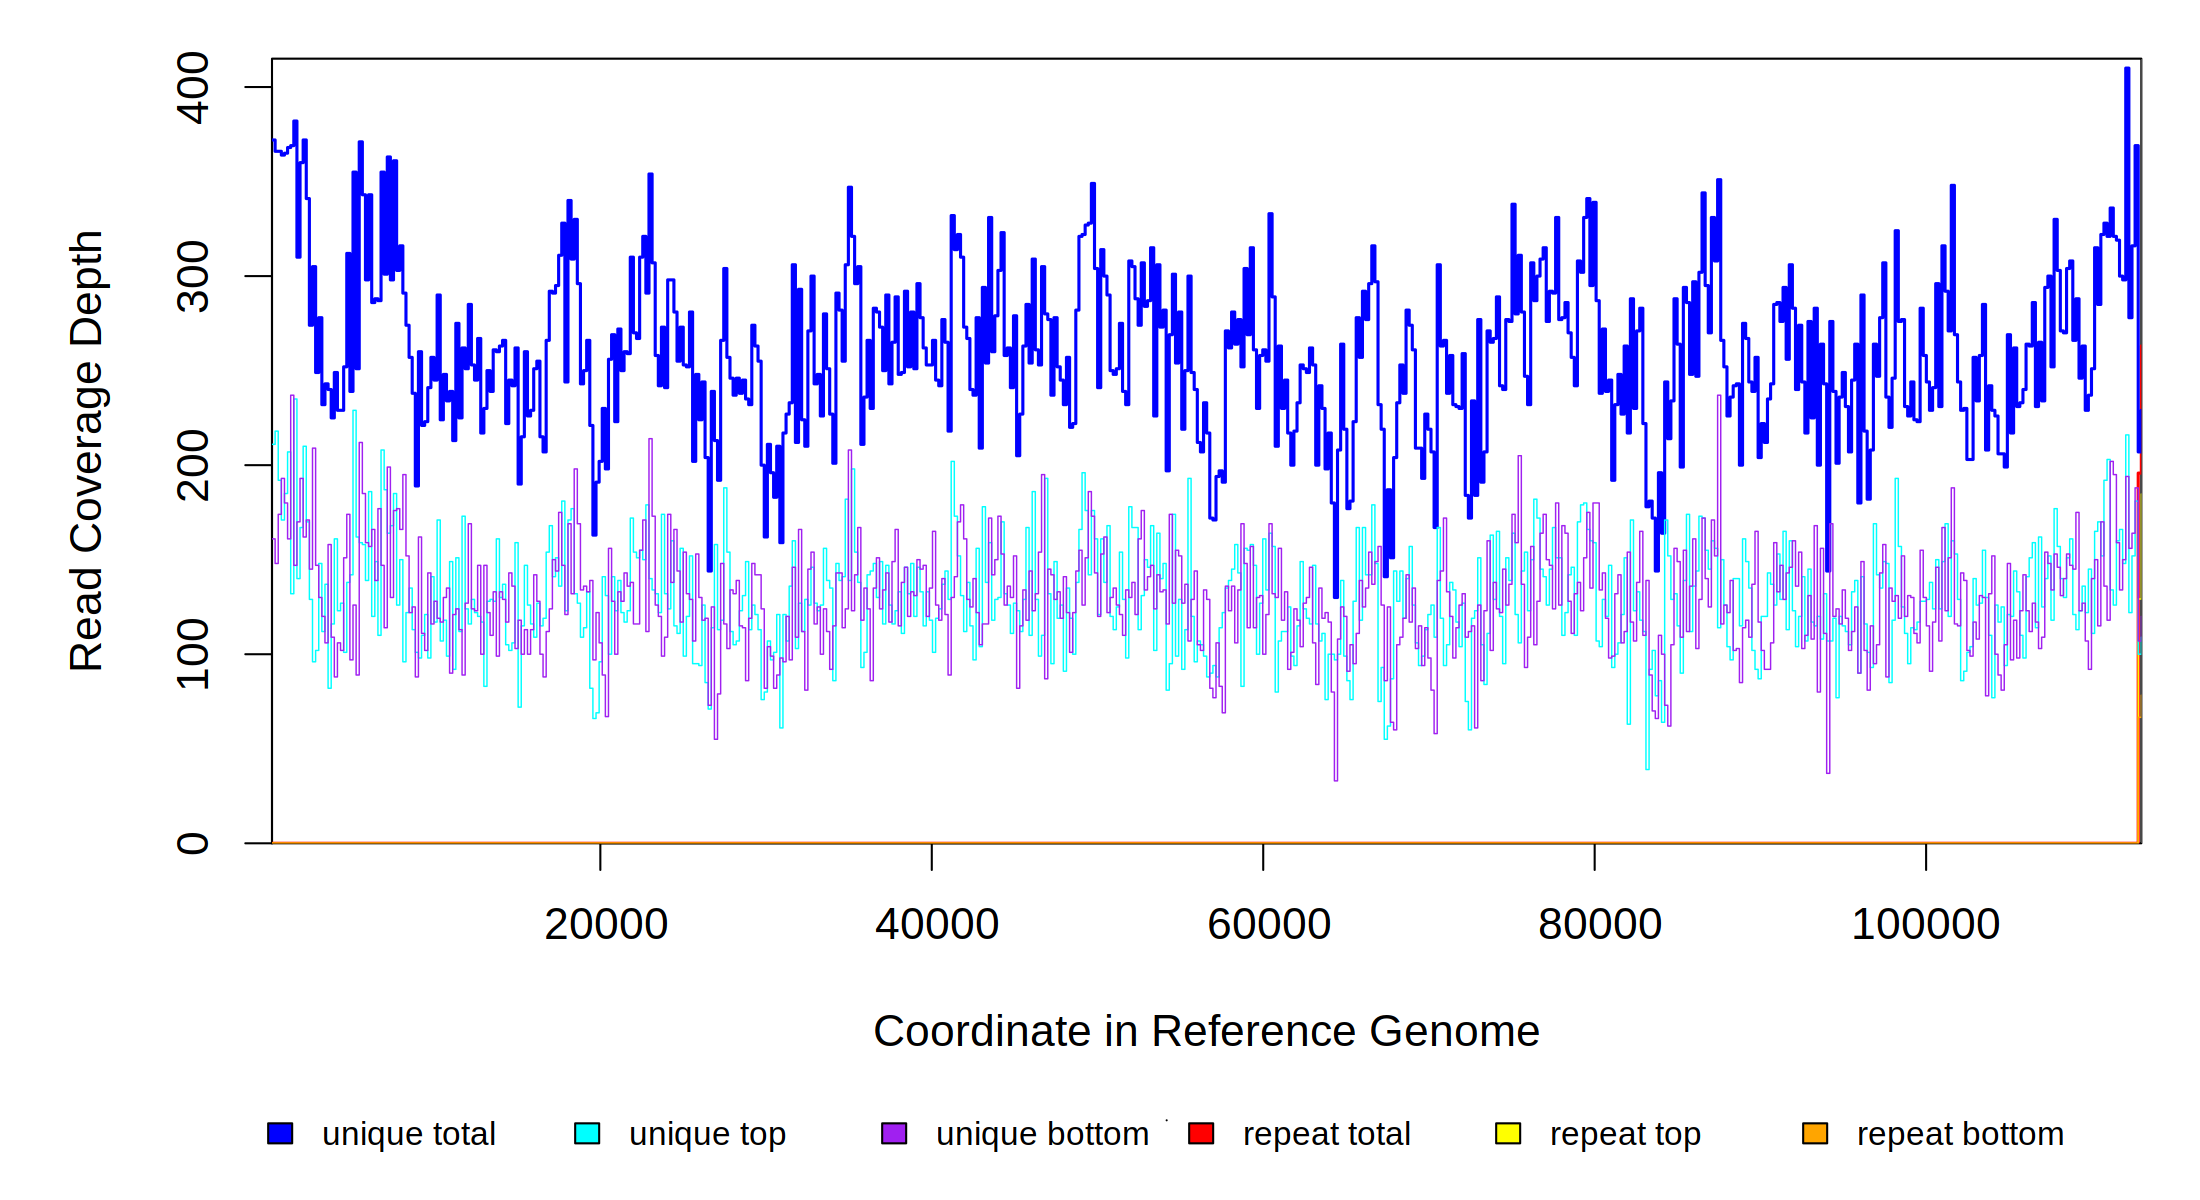 400
300
200
100
0
Read Coverage Depth
20000 40000 60000 80000 100000
Coordinate in Reference Genome
unique total unique top unique bottom repeat total repeat top repeat bottom